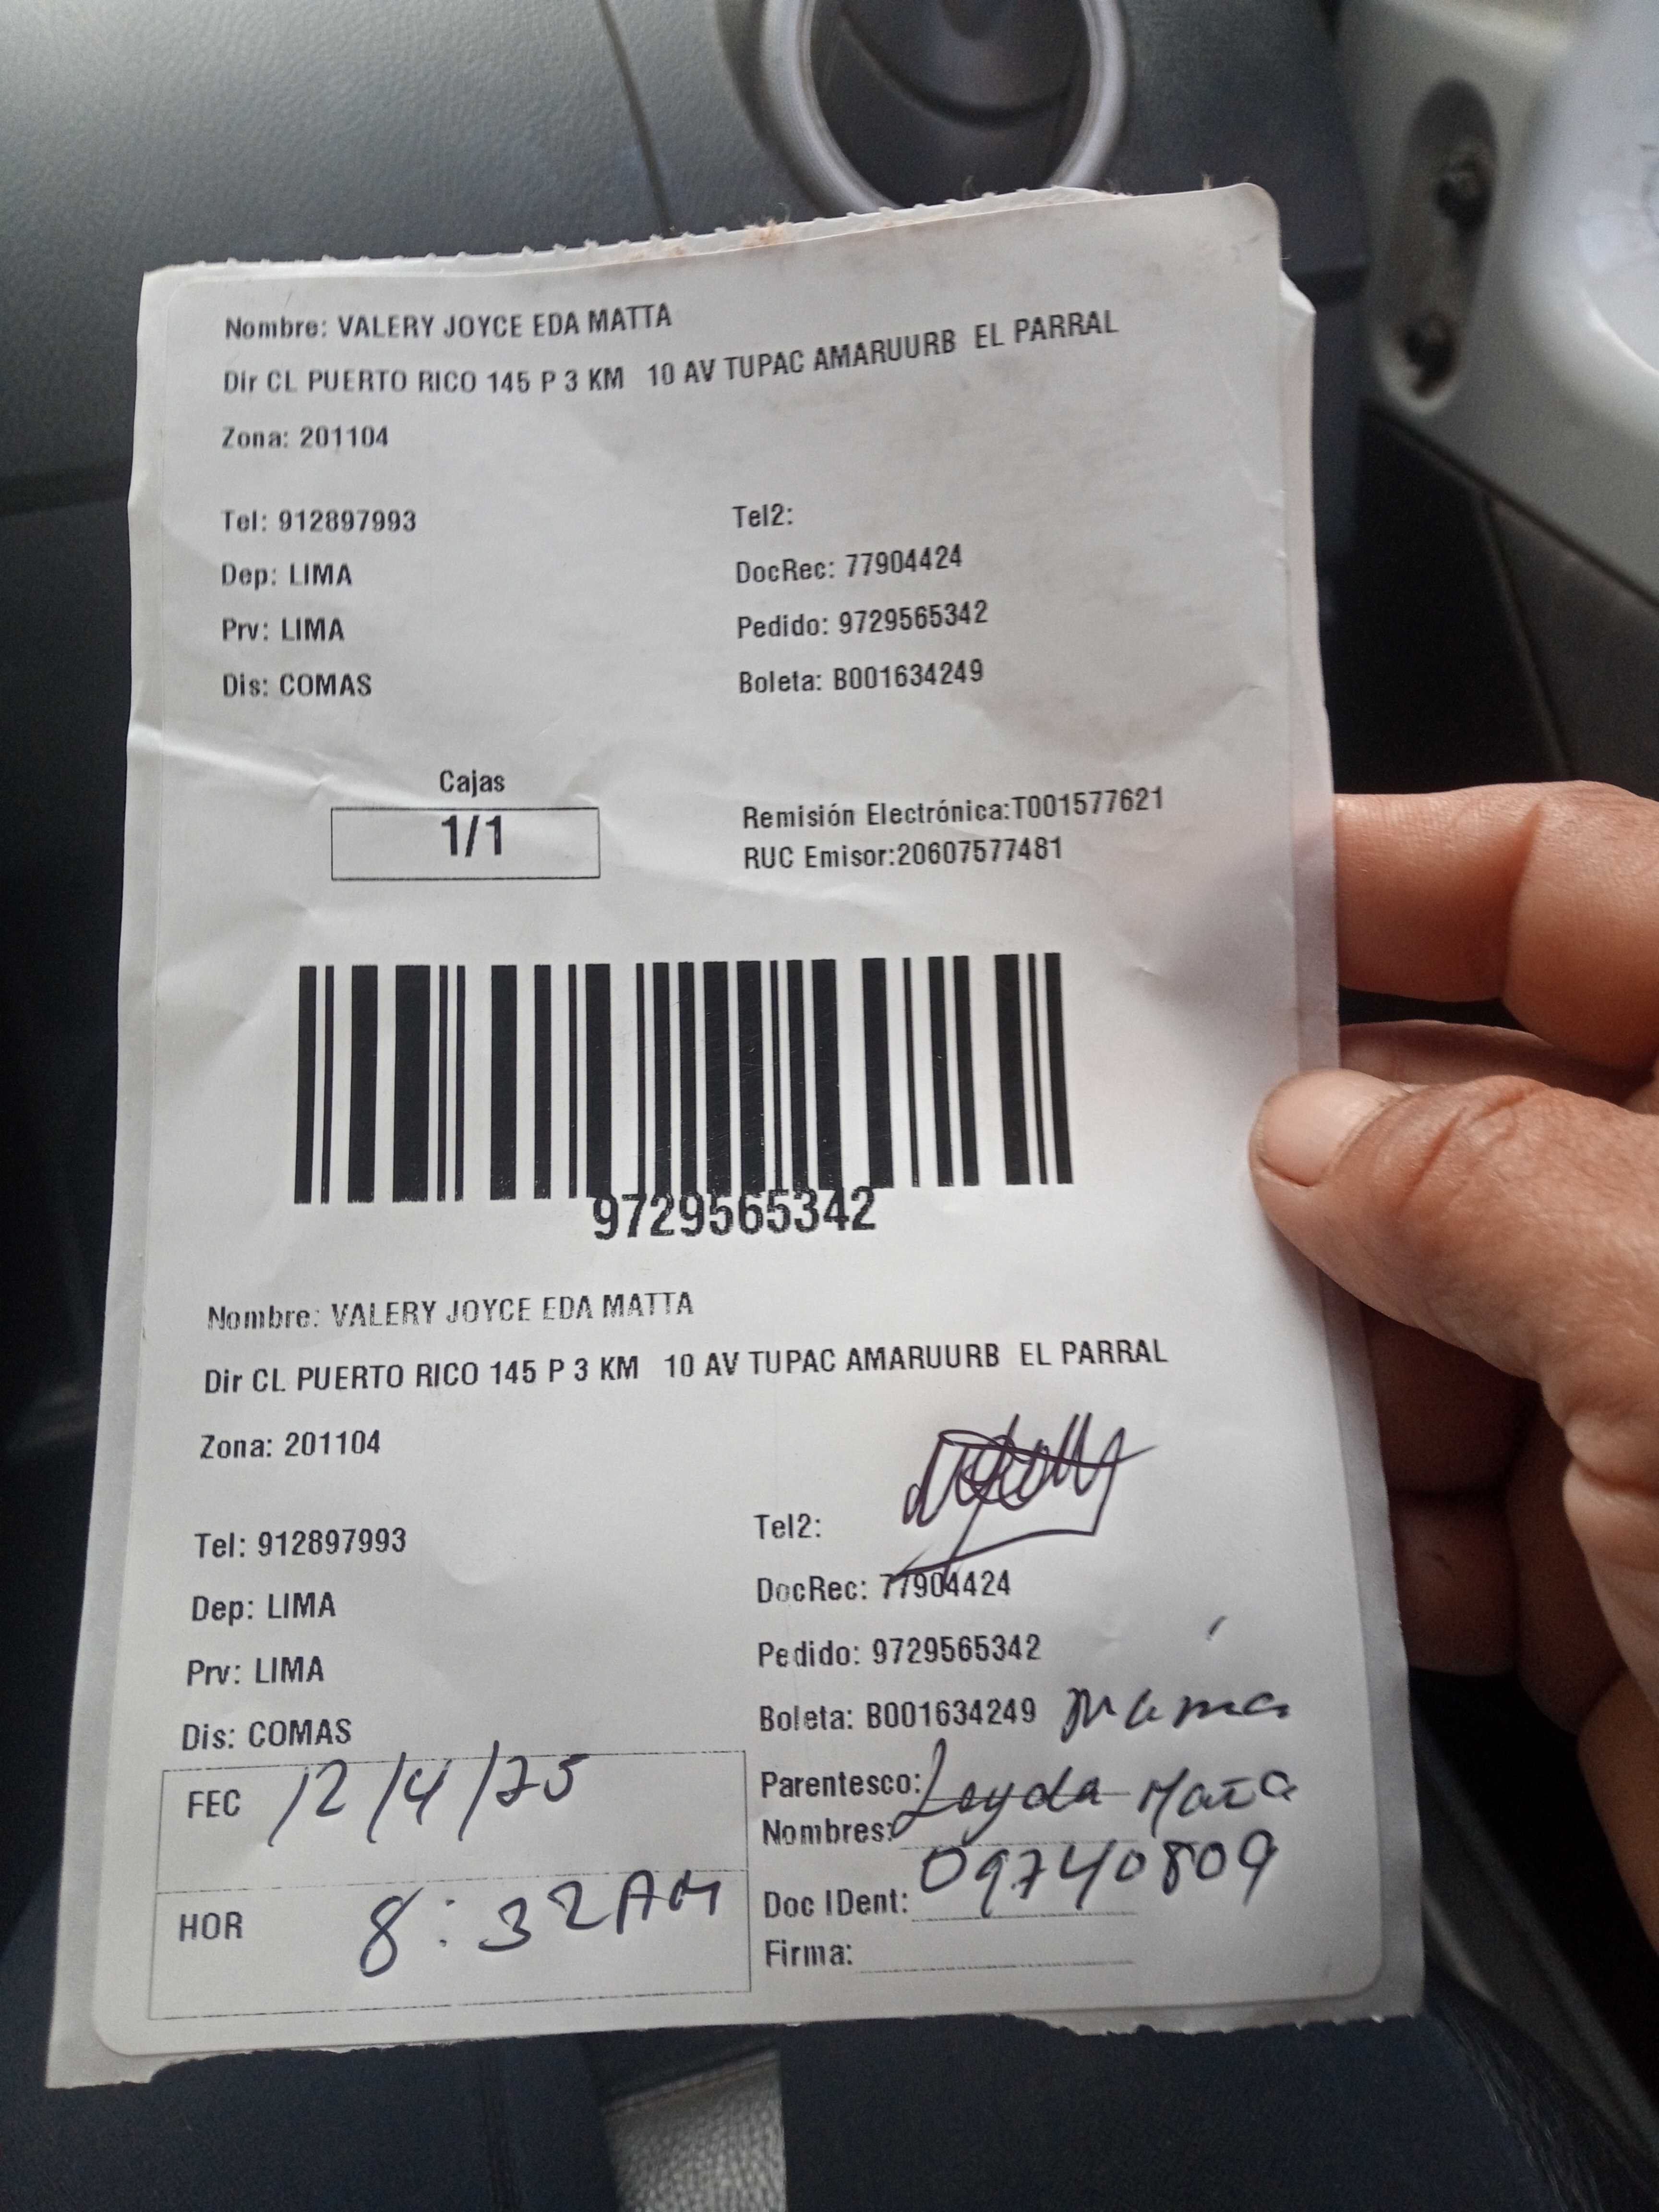 Nombre: VALERY JOYCE EDA MATTA
Dir CL PUERTO RICO 145 P 3 KM 10 AV TUPAC AMARUURB EL PARRAL
Zona: 201104
Tel: 912897993 Tel2:
Dep: LIMA DocRec: 77904424
Prv: LIMA Pedido: 9729565342
Dis: COMAS Boleta: B001634249
Cajas
1/1
Remisión Electrónica:T001577621
RUC Emisor:20607577481
9729565342
Nombre: VALERY JOYCE EDA MATTA
Dir CL PUERTO RICO 145 P 3 KM 10 AV TUPAC AMARUURB EL PARRAL
Zona: 201104
Tel: 912897993 Tel2:
Dep: LIMA DocRec: 77904424
Prv: LIMA Pedido: 9729565342
Dis: COMAS Boleta: B001634249 mama
FEC 12/4/25 Parentesco:
Nombres: Leyda Mata
Doc IDent: 09740809
HOR 8:32 AM Firma: